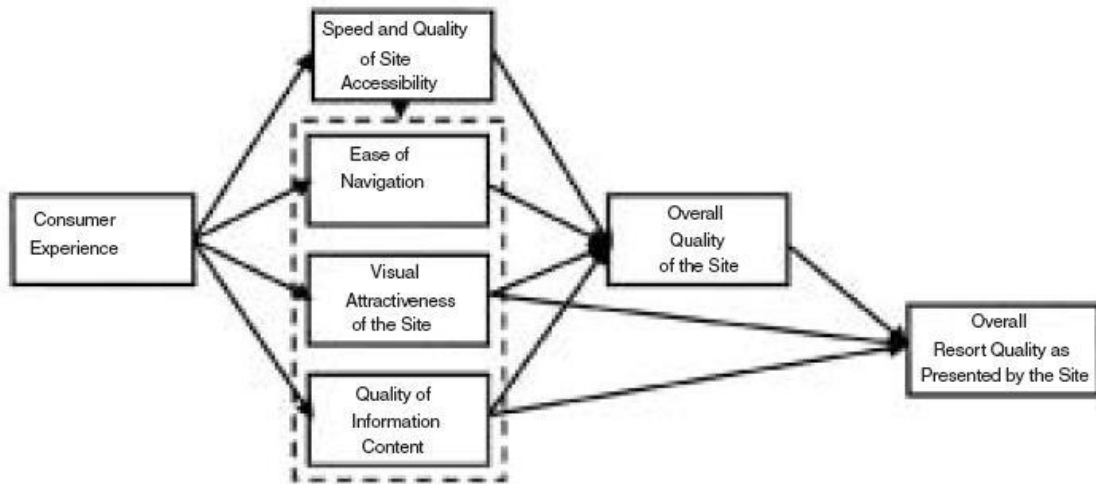 Speed and Quality
of Site
Accessibility
Ease of
Navigation
Consumer
Experience
Overall
Quality
of the Site
Visual
Attractiveness
of the Site
Overall
Resort Quality as
Presented by the Site
Quality of
Information
Content